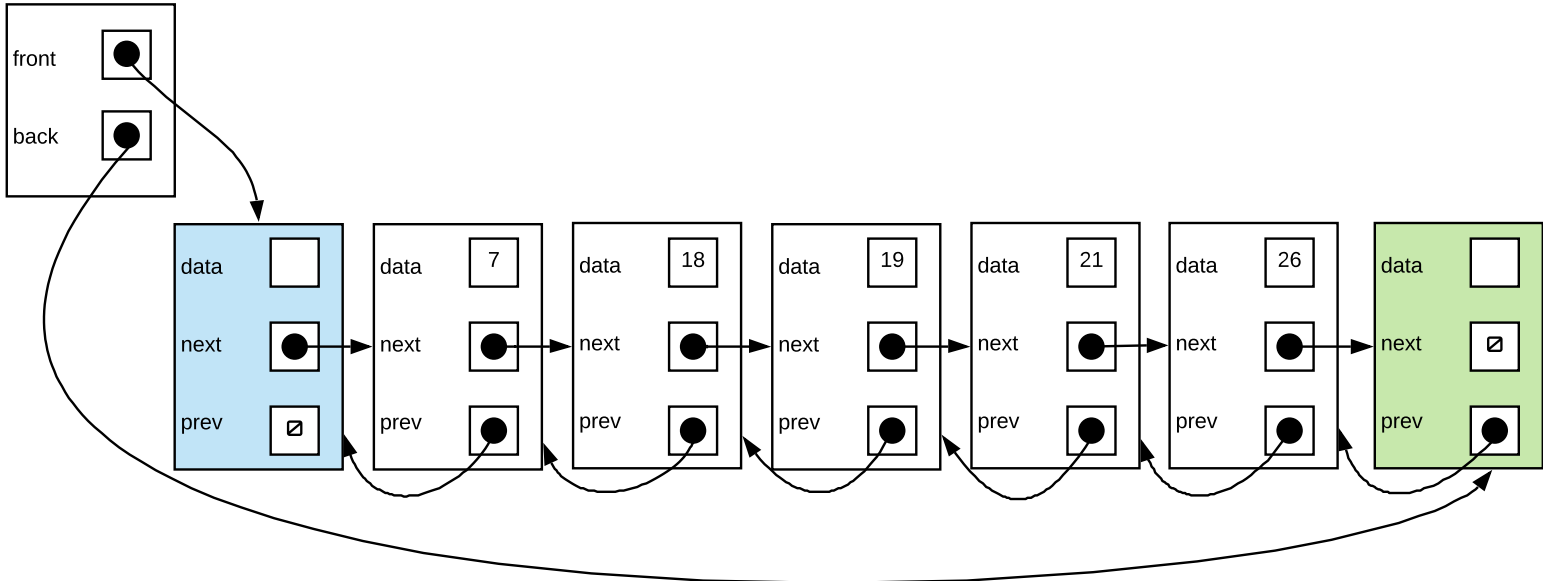 front
back
data
next
prev
data 7
next
prev
data 18
next
prev
data 19
next
prev
data 21
next
prev
data 26
next
prev
data
next
prev